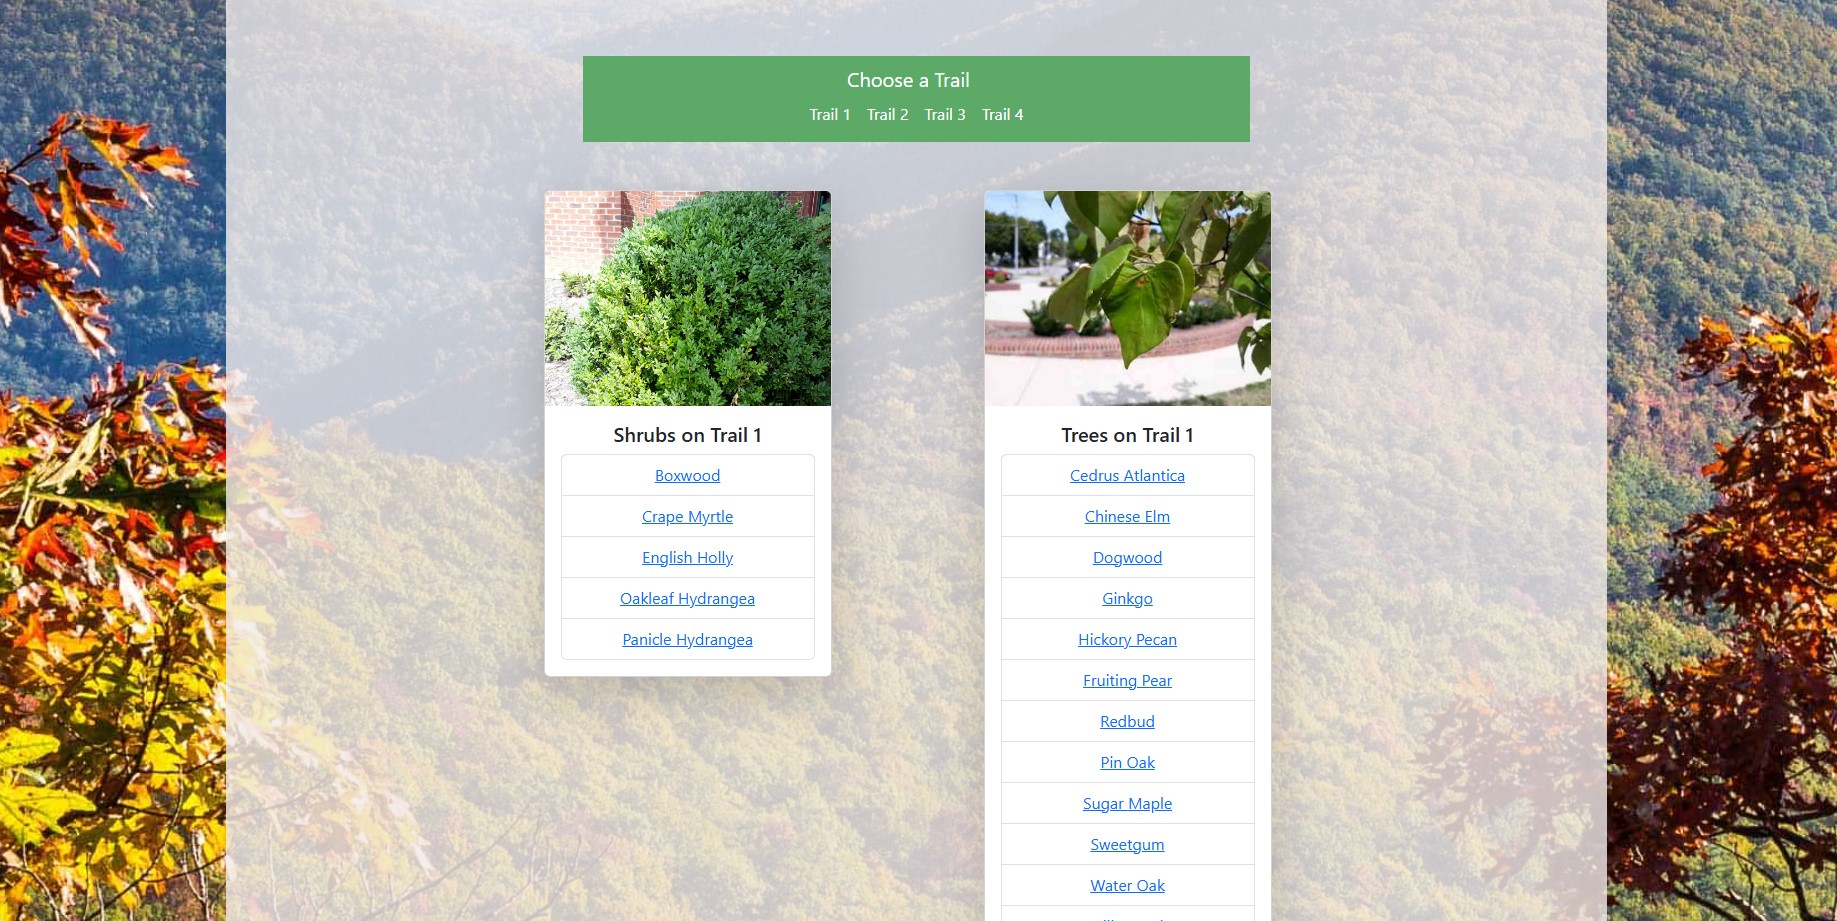 Choose a Trail
Trail 1 Trail 2 Trail 3 Trail 4
Shrubs on Trail 1
Boxwood
Crape Myrtle
English Holly
Oakleaf Hydrangea
Panicle Hydrangea
Trees on Trail 1
Cedrus Atlantica
Chinese Elm
Dogwood
Ginkgo
Hickory Pecan
Fruiting Pear
Redbud
Pin Oak
Sugar Maple
Sweetgum
Water Oak